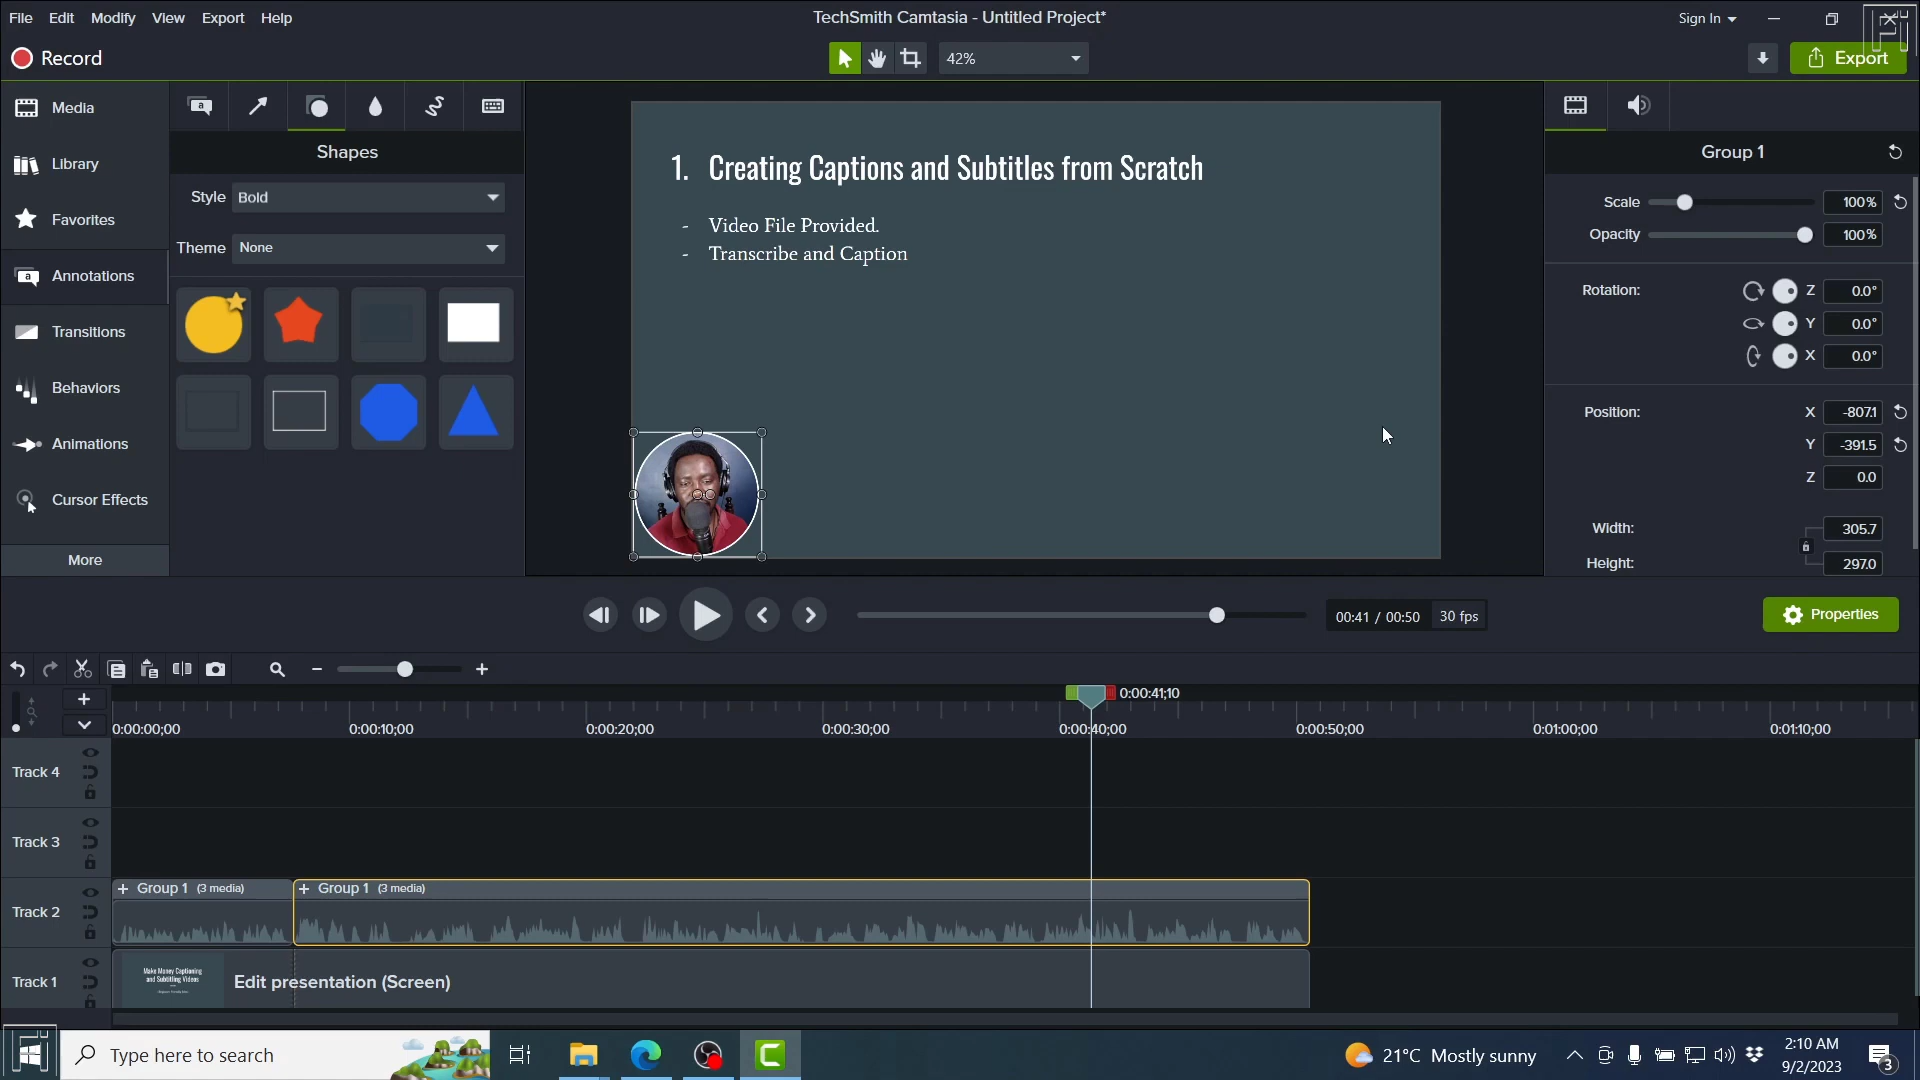 File Edit Modify View Export Help
TechSmith Camtasia - Untitled Project*
Sign In
Record
42%
Export
Media
Library
Favorites
Annotations
Transitions
Behaviors
Animations
Cursor Effects
More
Shapes
Style Bold
Theme None
1. Creating Captions and Subtitles from Scratch
- Video File Provided.
- Transcribe and Caption
Group 1
Scale 100%
Opacity 100%
Rotation: Z 0.0°
Y 0.0°
X 0.0°
Position: X -807.1
Y -391.5
Z 0.0
Width: 305.7
Height: 297.0
00:41 / 00:50 30 fps
Properties
0:00:41;10
0:00:00;00 0:00:10;00 0:00:20;00 0:00:30;00 0:00:40;00 0:00:50;00 0:01:00;00 0:01:10;00
Track 4
Track 3
Track 2
+ Group 1 (3 media) + Group 1 (3 media)
Track 1
Make Money Captioning
and Subtitling Videos
Edit presentation (Screen)
Type here to search
21°C Mostly sunny
2:10 AM
9/2/2023
3